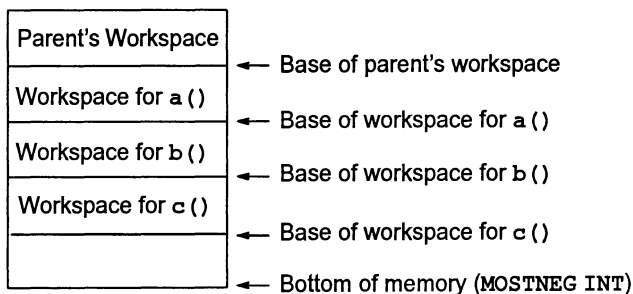 Parent's Workspace
Base of parent's workspace
Workspace for a()
Base of workspace for a()
Workspace for b()
Base of workspace for b()
Workspace for c()
Base of workspace for c()
Bottom of memory (MOSTNEG INT)